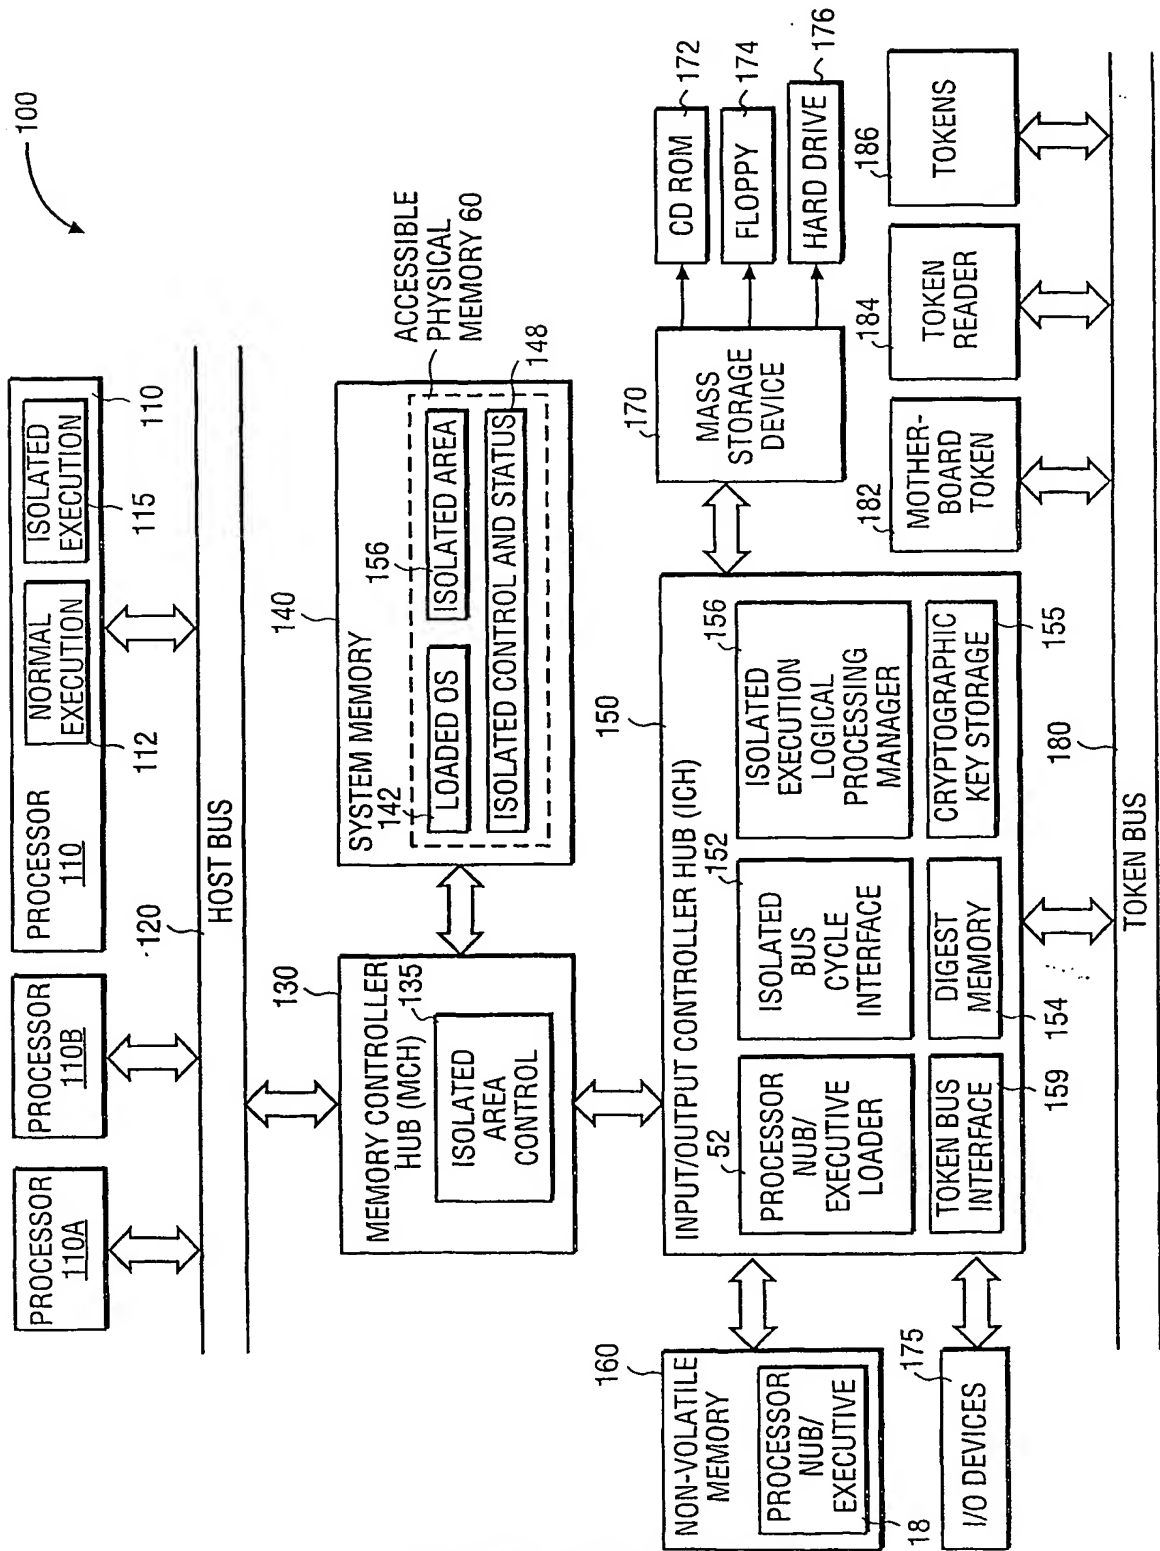 100
PROCESSOR
110A
PROCESSOR
110B
PROCESSOR
110
NORMAL
EXECUTION
112
ISOLATED
EXECUTION
115
110
120
HOST BUS
130
MEMORY CONTROLLER
HUB (MCH)
135
ISOLATED
AREA
CONTROL
140
SYSTEM MEMORY
142
LOADED OS
156
ISOLATED AREA
ISOLATED CONTROL AND STATUS
148
ACCESSIBLE
PHYSICAL
MEMORY 60
150
INPUT/OUTPUT CONTROLLER HUB (ICH)
52
PROCESSOR
NUB/
EXECUTIVE
LOADER
152
ISOLATED
BUS
CYCLE
INTERFACE
156
ISOLATED
EXECUTION
LOGICAL
PROCESSING
MANAGER
TOKEN BUS
INTERFACE
159
DIGEST
MEMORY
154
CRYPTOGRAPHIC
KEY STORAGE
155
160
NON-VOLATILE
MEMORY
PROCESSOR
NUB/
EXECUTIVE
18
175
I/O DEVICES
170
MASS
STORAGE
DEVICE
CD ROM
172
FLOPPY
174
HARD DRIVE
176
182
MOTHER-
BOARD
TOKEN
184
TOKEN
READER
186
TOKENS
180
TOKEN BUS